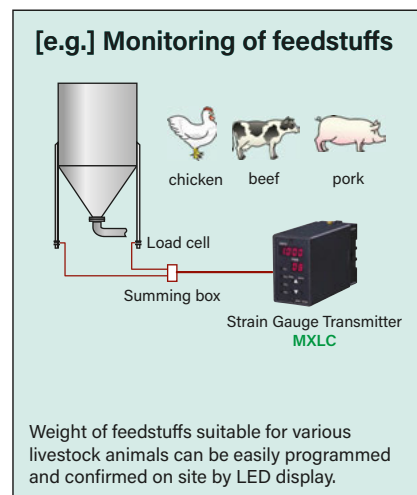 [e.g.] Monitoring of feedstuffs
chicken
beef
pork
Load cell
Summing box
Strain Gauge Transmitter
MXLC
Weight of feedstuffs suitable for various
livestock animals can be easily programmed
and confirmed on site by LED display.